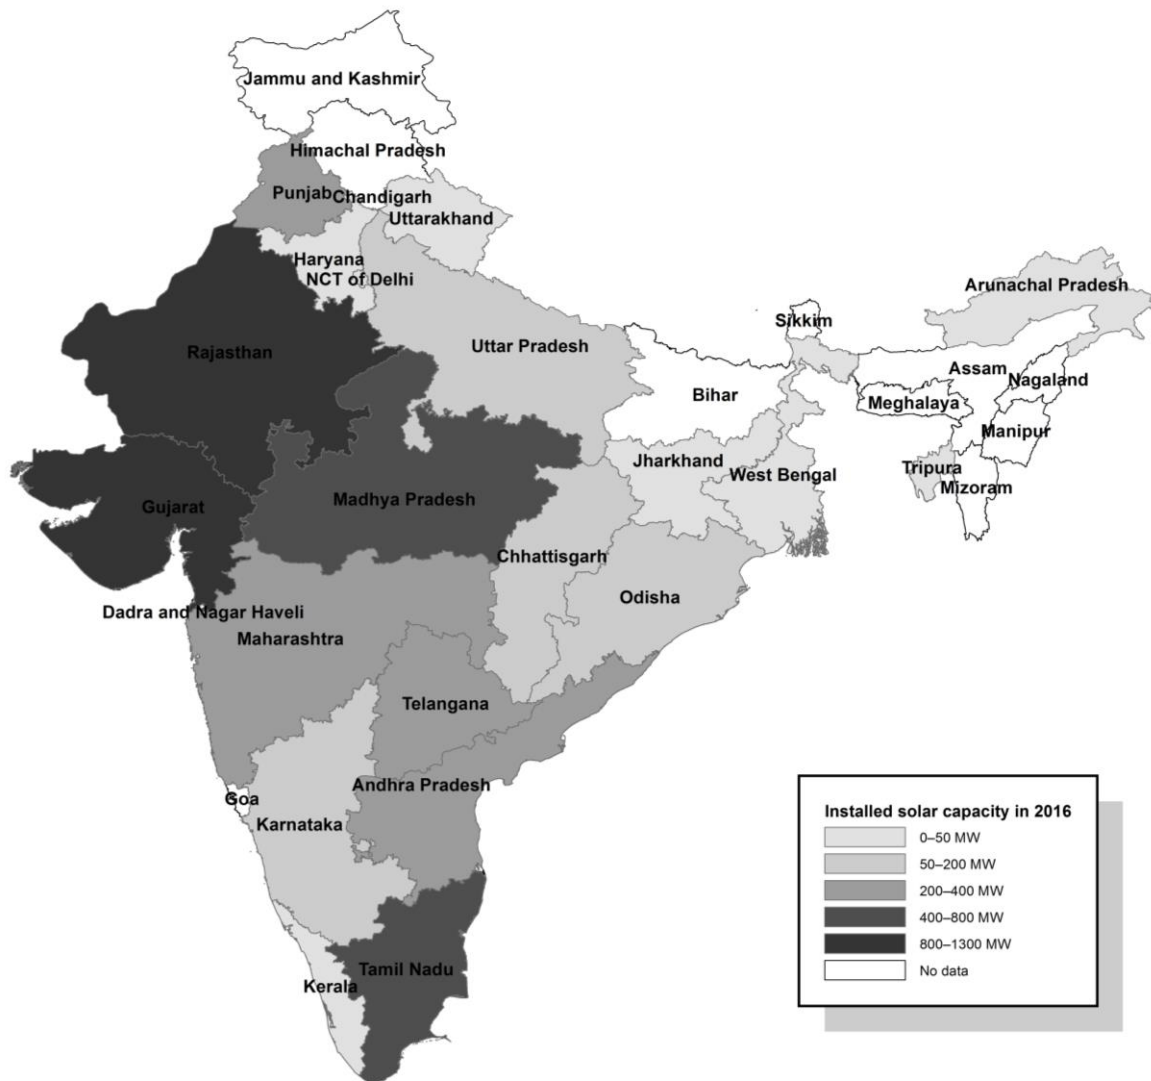 Jammu and Kashmir
Himachal Pradesh
Punjab
Chandigarh
Uttarakhand
Haryana
NCT of Delhi
Arunachal Pradesh
Sikkim
Rajasthan
Uttar Pradesh
Assam
Nagaland
Bihar
Meghalaya
Manipur
Jharkhand
Tripura
West Bengal
Mizoram
Madhya Pradesh
Gujarat
Chhattisgarh
Odisha
Dadra and Nagar Haveli
Maharashtra
Telangana
Andhra Pradesh
Goa
Karnataka
Tamil Nadu
Kerala
Installed solar capacity in 2016
0–50 MW
50–200 MW
200–400 MW
400–800 MW
800–1300 MW
No data